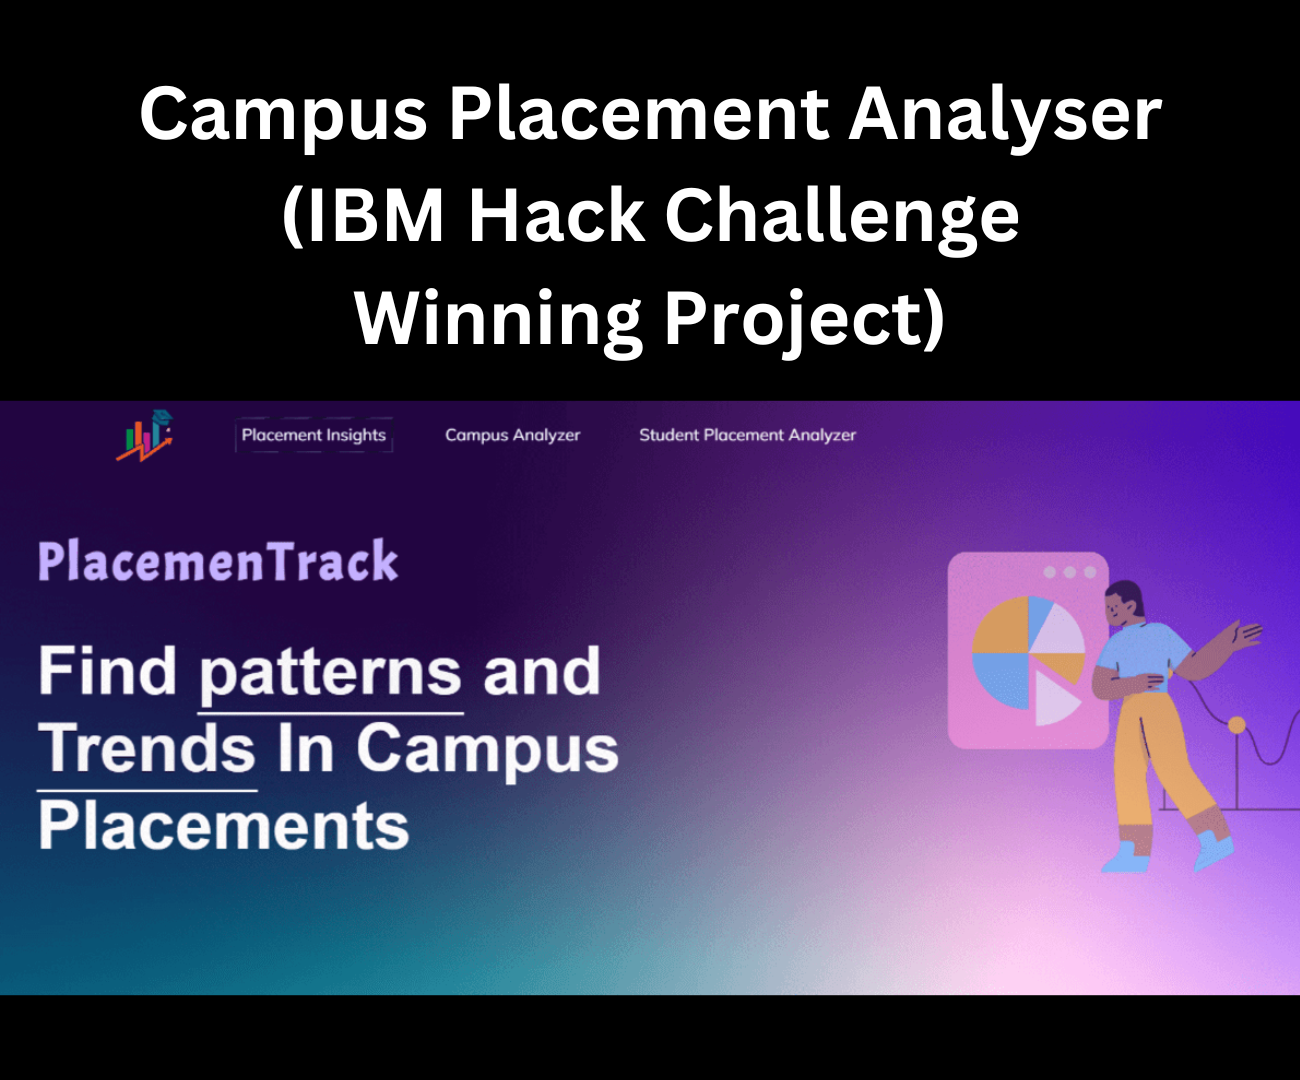 Campus Placement Analyser
(IBM Hack Challenge
Winning Project)
Placement Insights Campus Analyzer Student Placement Analyzer
PlacemenTrack
Find patterns and
Trends In Campus
Placements